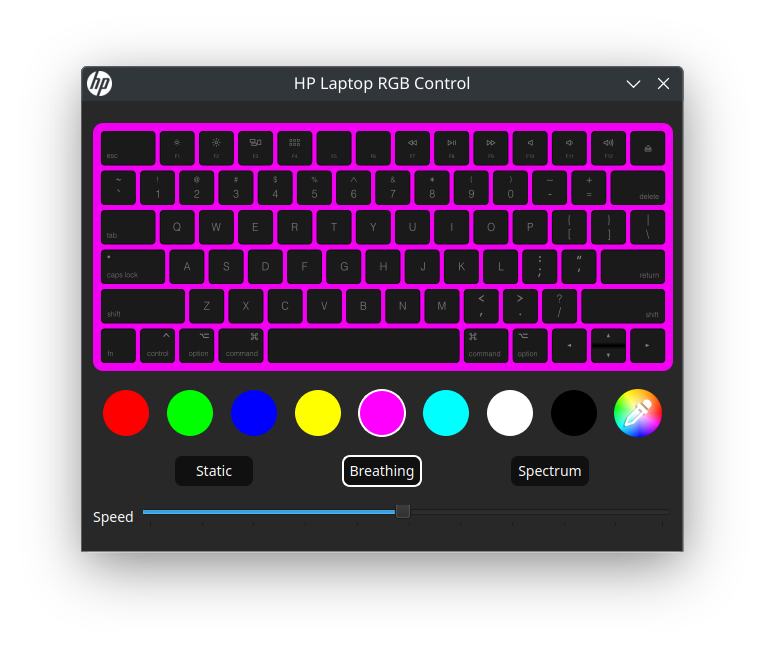 hp HP Laptop RGB Control
esc F1 F2 F3 F4 F5 F6 F7 F8 F9 F10 F11 F12
~ ! @ # $ % ^ & * ( ) — +
` 1 2 3 4 5 6 7 8 9 0 - = delete
tab Q W E R T Y U I O P { [ } ] | \
caps lock A S D F G H J K L : ; “ ‘ return
shift Z X C V B N M < , > . ? / shift
fn control option command command option
Static Breathing Spectrum
Speed